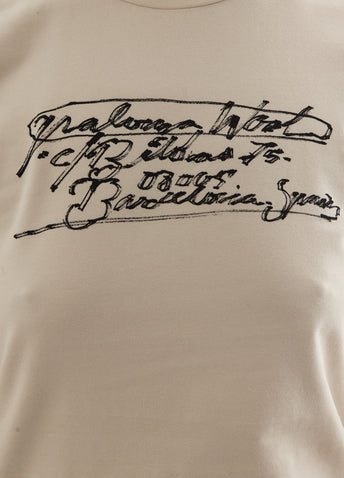 paloma Wool
c/Bilbao 75.
08005
Barcelona. Spain